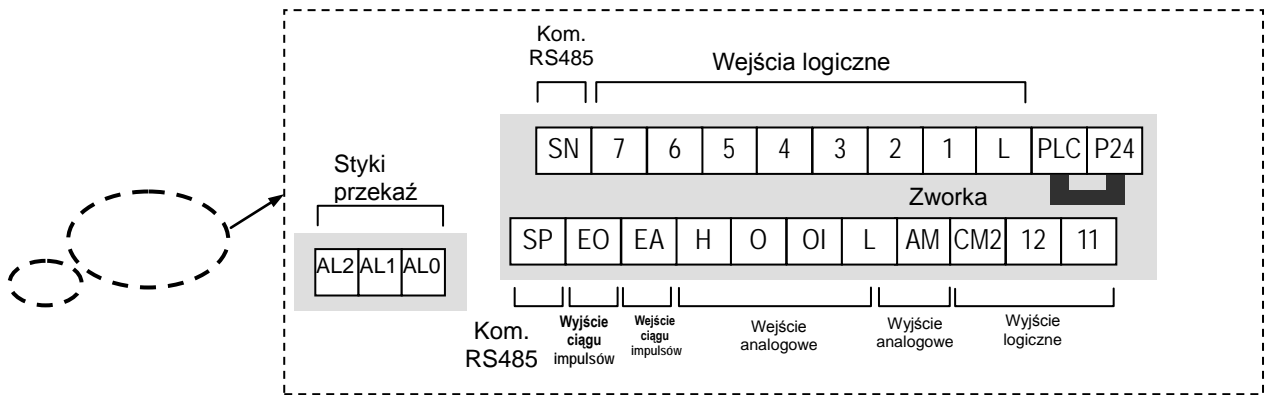 Kom.
RS485
Wejścia logiczne
SN 7 6 5 4 3 2 1 L PLC P24
Styki
przekaź
Zworka
AL2 AL1 AL0
SP EO EA H O OI L AM CM2 12 11
Kom.
RS485
Wyjście
ciągu
impulsów
Wejście
ciągu
impulsów
Wejście
analogowe
Wyjście
analogowe
Wyjście
logiczne